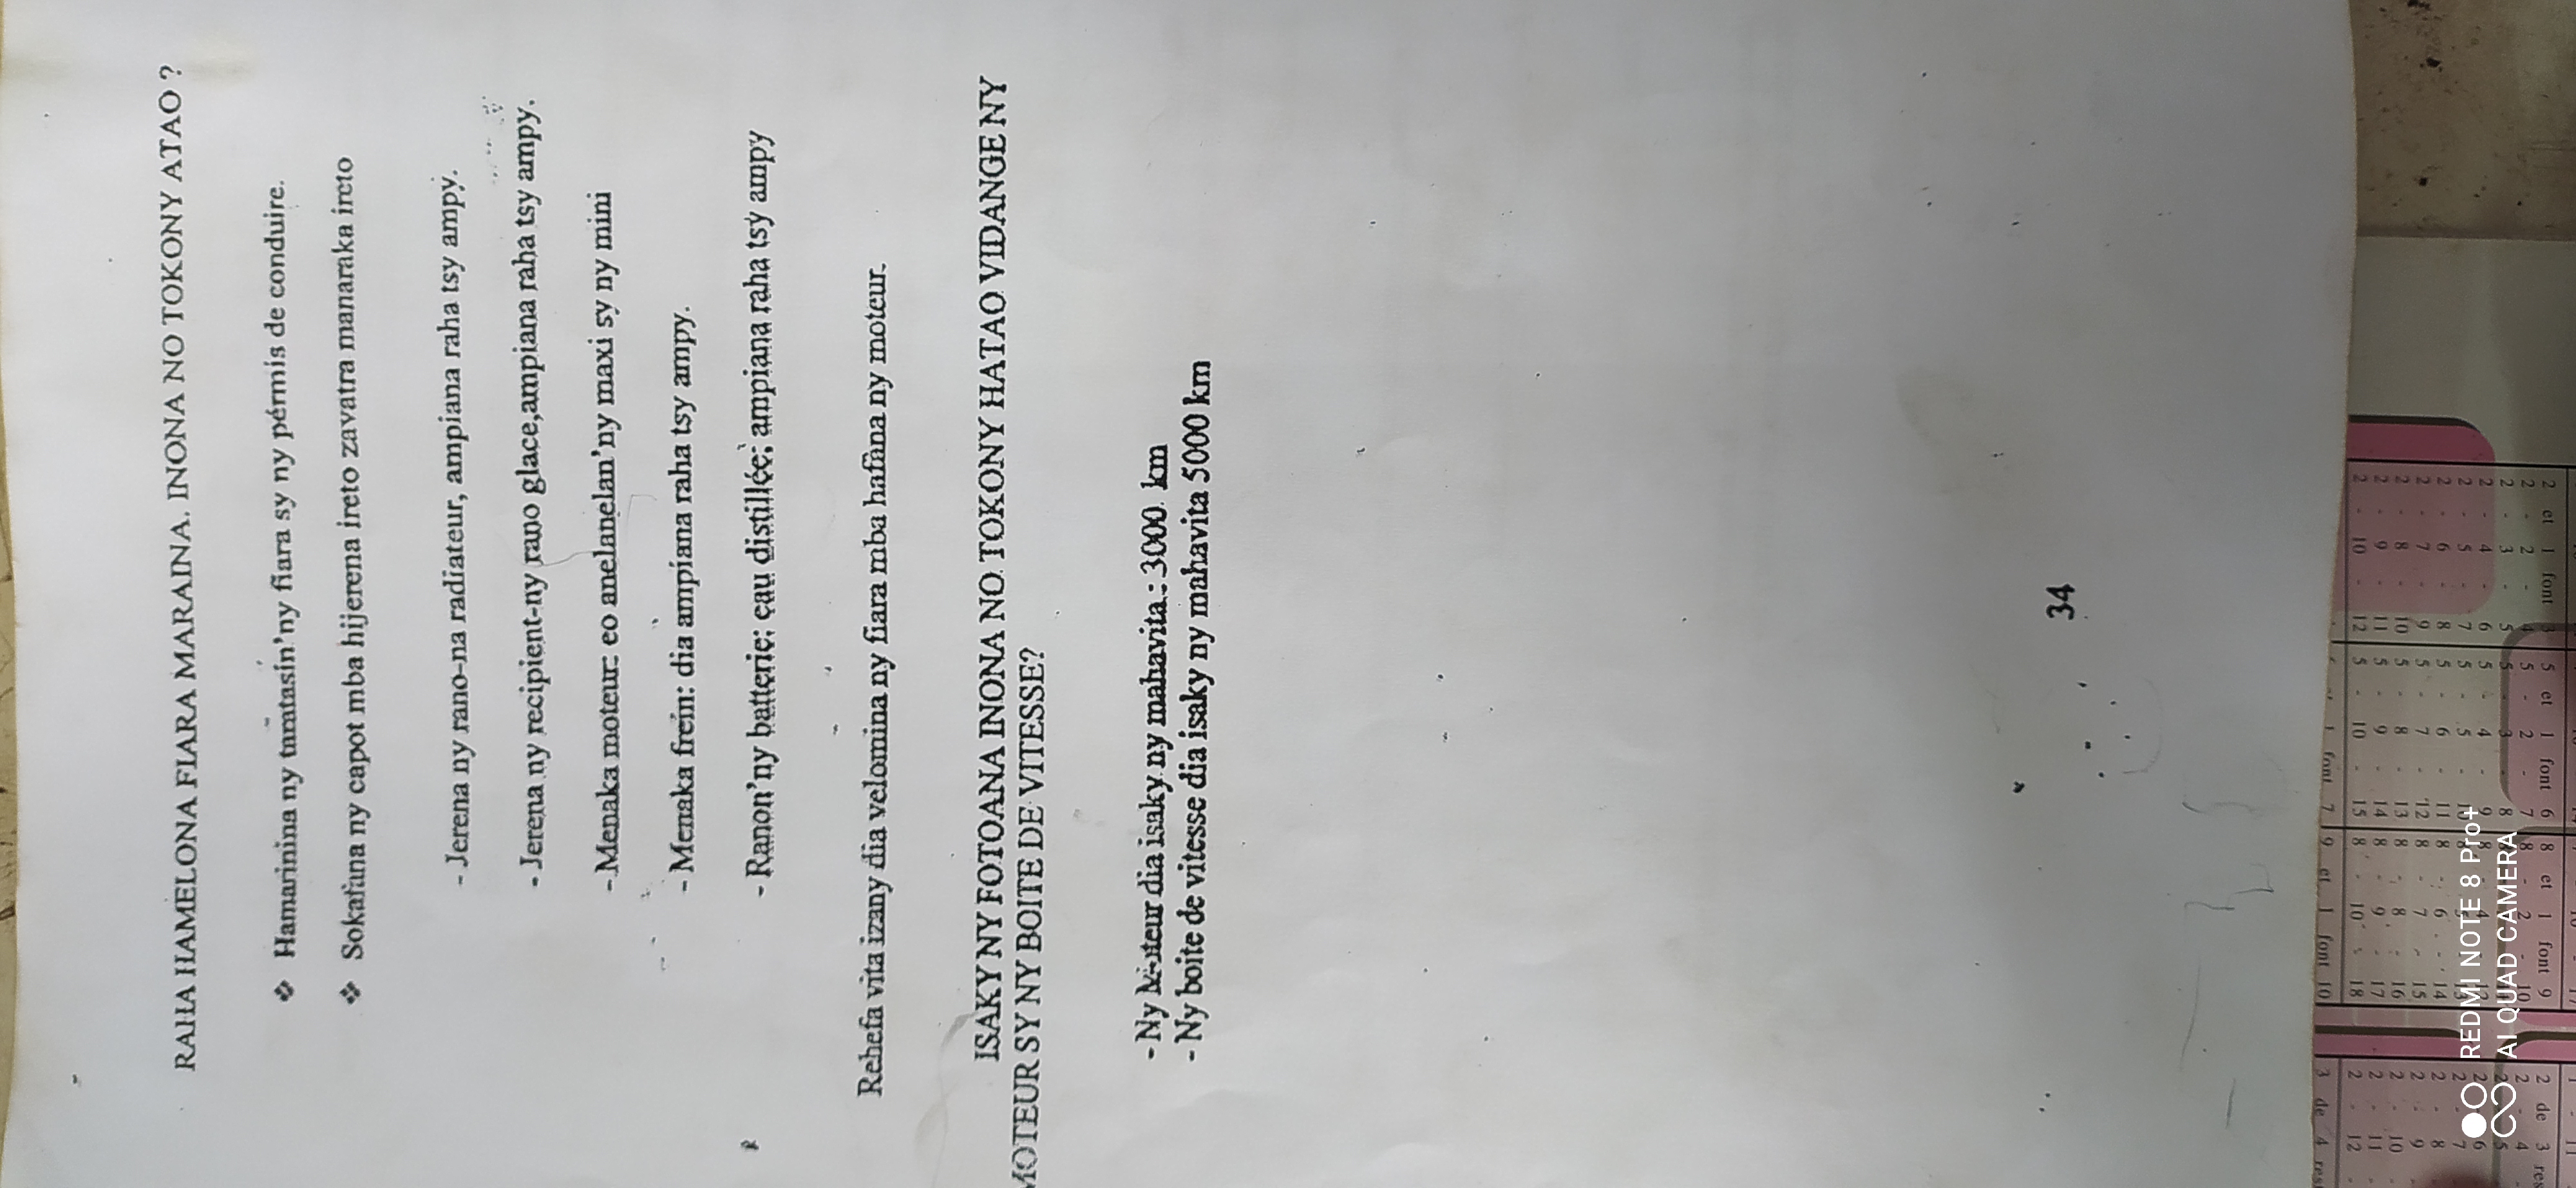 RAHA HAMELONA FIARA MARAINA. INONA NO TOKONY ATAO ?
❖ Hamarinina ny taratasin'ny fiara sy ny pérmis de conduire.
❖ Sokafana ny capot mba hijerena ireto zavatra manaraka ireto
- Jerena ny rano-na radiateur, ampiana raha tsy ampy.
- Jerena ny recipient-ny rano glace,ampiana raha tsy ampy.
- Menaka moteur: eo anelanelan'ny maxi sy ny mini
- Menaka frein: dia ampiana raha tsy ampy.
- Ranon'ny batterie: eau distillée; ampiana raha tsy ampy
Rehefa vita izany dia velomina ny fiara mba hafana ny moteur.
ISAKY NY FOTOANA INONA NO TOKONY HATAO VIDANGE NY
MOTEUR SY NY BOITE DE VITESSE?
- Ny Moteur dia isaky ny mahavita : 3000 km
- Ny boite de vitesse dia isaky ny mahavita 5000 km
34
REDMI NOTE 8 Pro+
AI QUAD CAMERA